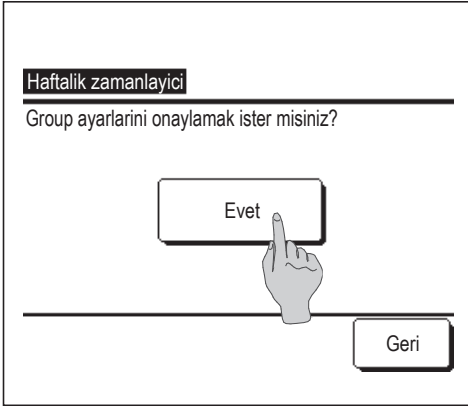 Haftalik zamanlayici
Group ayarlarini onaylamak ister misiniz?
Evet
Geri